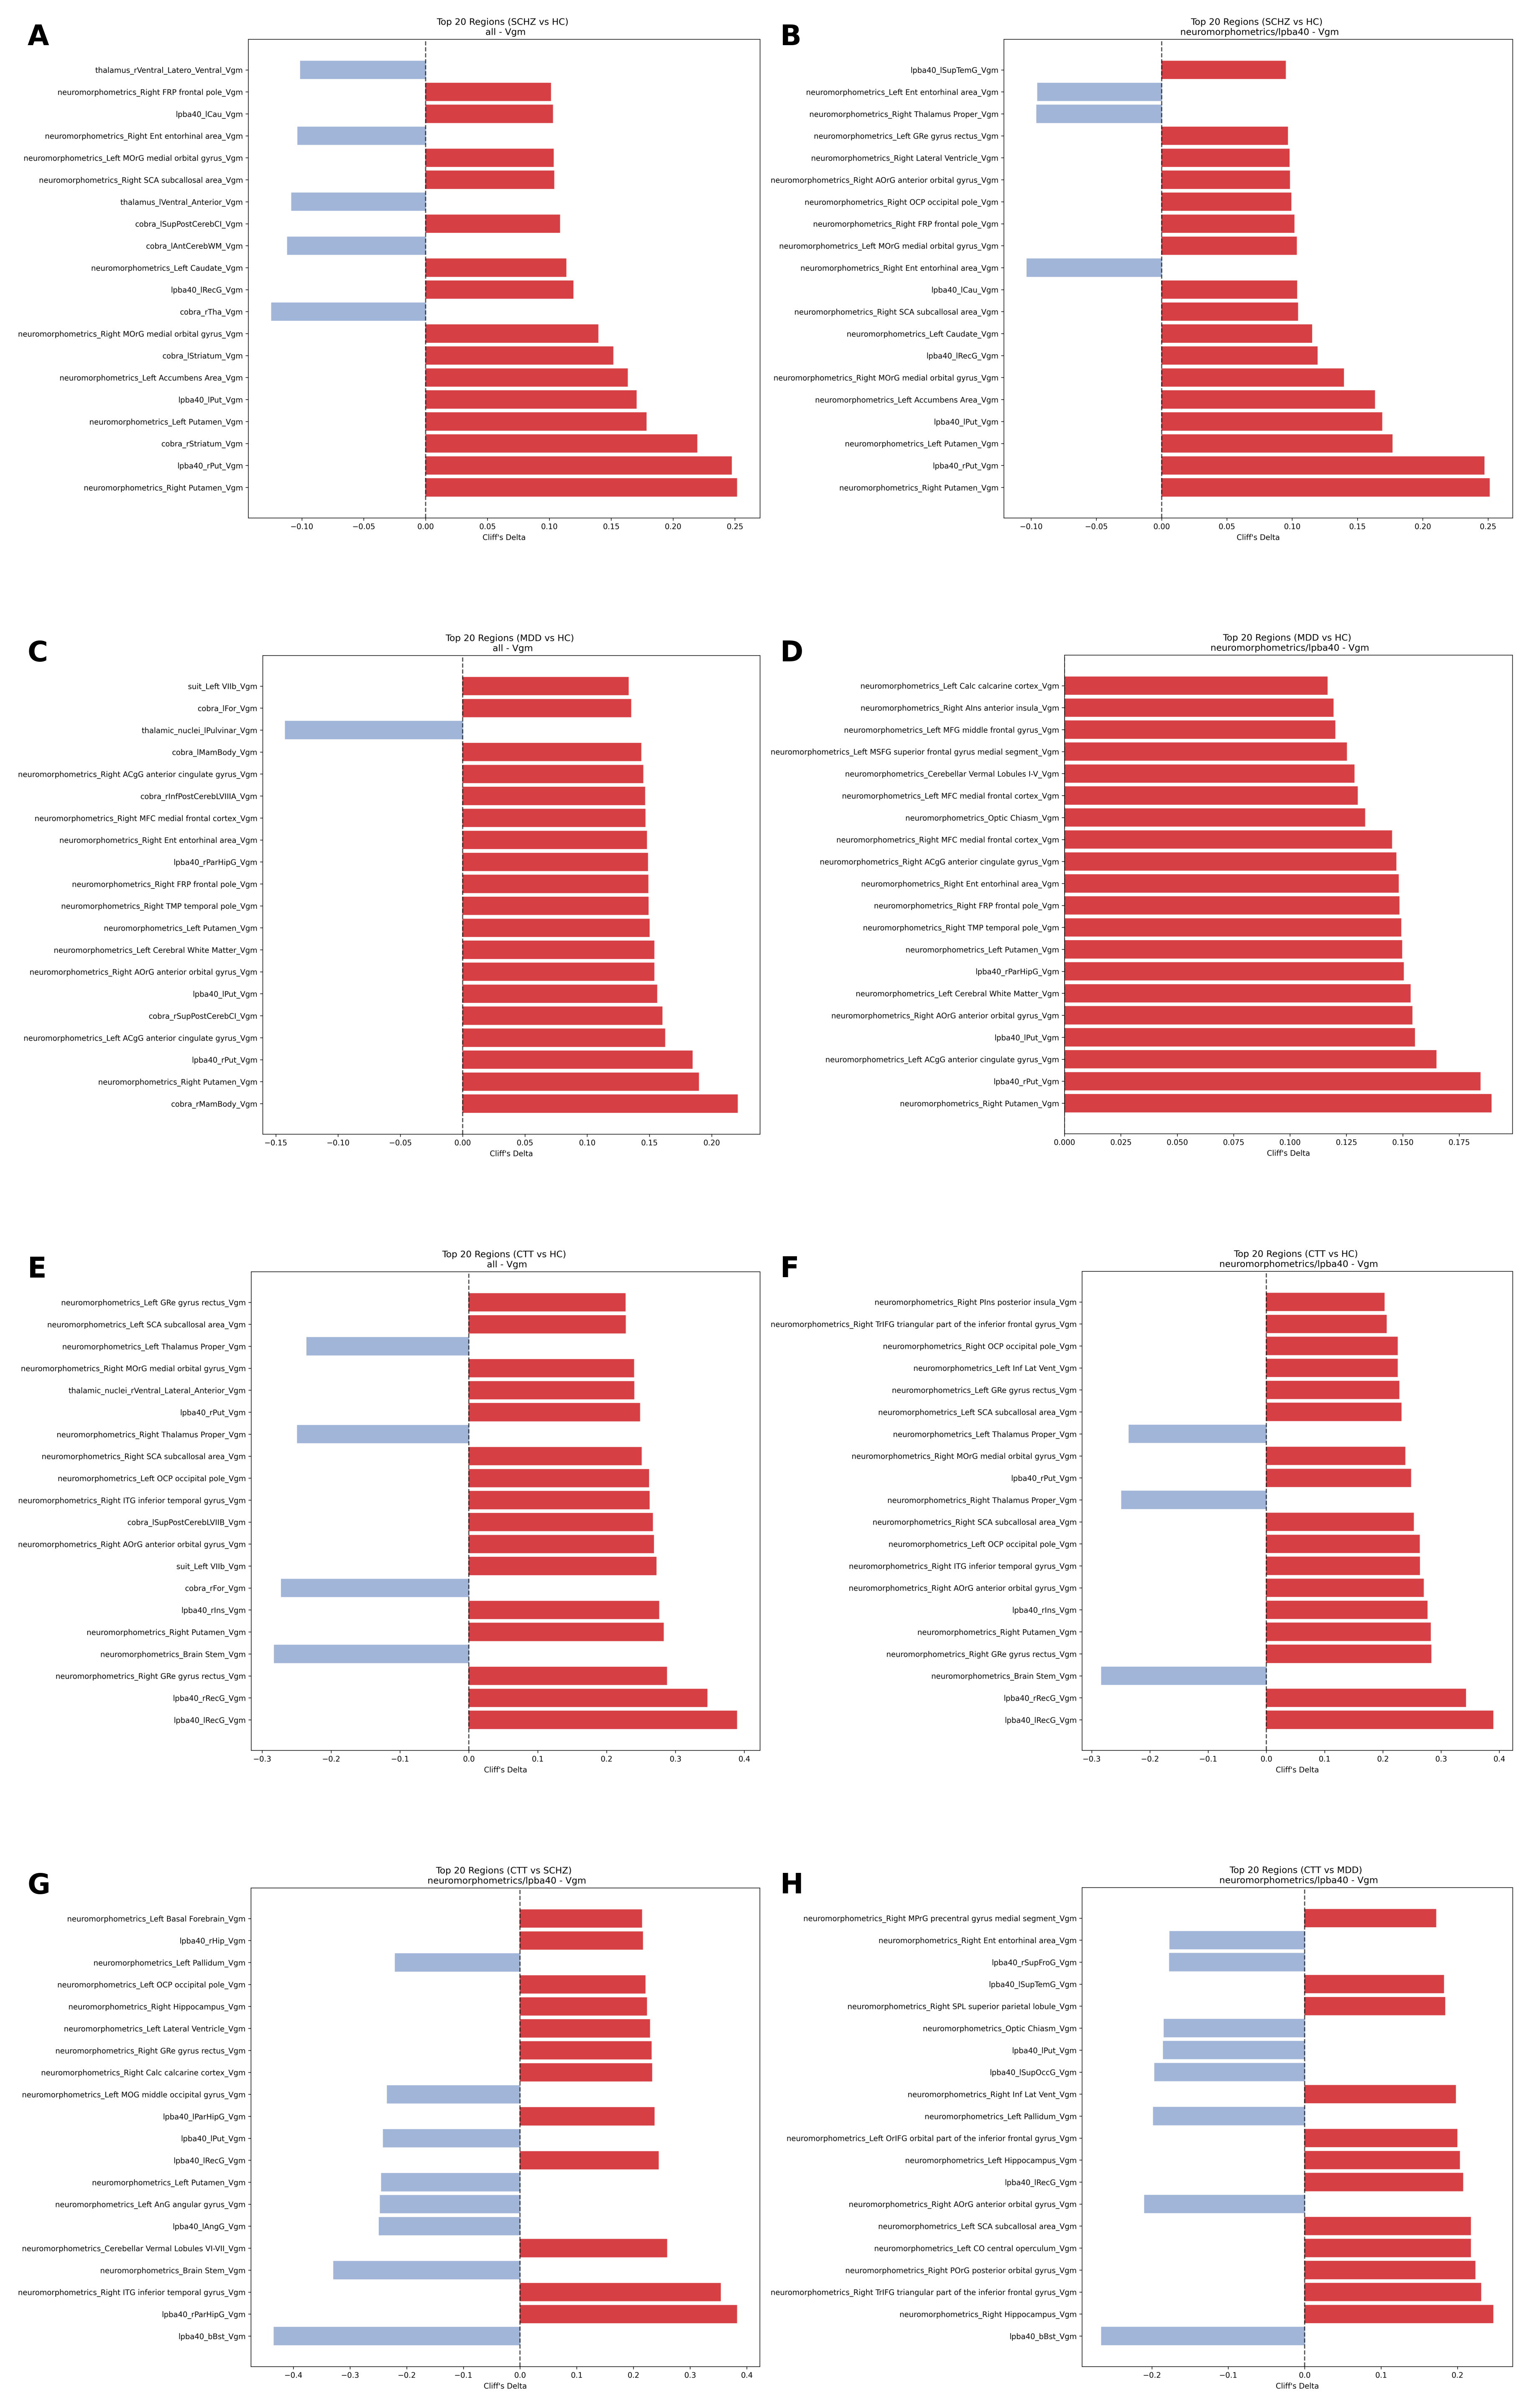 A
Top 20 Regions (SCHZ vs HC)
all - Vgm
thalamus_rVentral_Latero_Ventral_Vgm
neuromorphometrics_Right FRP frontal pole_Vgm
lpba40_lCau_Vgm
neuromorphometrics_Right Ent entorhinal area_Vgm
neuromorphometrics_Left MOrG medial orbital gyrus_Vgm
neuromorphometrics_Right SCA subcallosal area_Vgm
thalamus_lVentral_Anterior_Vgm
cobra_lSupPostCerebCI_Vgm
cobra_lAntCerebWM_Vgm
neuromorphometrics_Left Caudate_Vgm
lpba40_lRecG_Vgm
cobra_rTha_Vgm
neuromorphometrics_Right MOrG medial orbital gyrus_Vgm
cobra_lStriatum_Vgm
neuromorphometrics_Left Accumbens Area_Vgm
lpba40_lPut_Vgm
neuromorphometrics_Left Putamen_Vgm
cobra_rStriatum_Vgm
lpba40_rPut_Vgm
neuromorphometrics_Right Putamen_Vgm
−0.10 −0.05 0.00 0.05 0.10 0.15 0.20 0.25
Cliff's Delta
B
Top 20 Regions (SCHZ vs HC)
neuromorphometrics/lpba40 - Vgm
lpba40_lSupTemG_Vgm
neuromorphometrics_Left Ent entorhinal area_Vgm
neuromorphometrics_Right Thalamus Proper_Vgm
neuromorphometrics_Left GRe gyrus rectus_Vgm
neuromorphometrics_Right Lateral Ventricle_Vgm
neuromorphometrics_Right AOrG anterior orbital gyrus_Vgm
neuromorphometrics_Right OCP occipital pole_Vgm
neuromorphometrics_Right FRP frontal pole_Vgm
neuromorphometrics_Left MOrG medial orbital gyrus_Vgm
neuromorphometrics_Right Ent entorhinal area_Vgm
lpba40_lCau_Vgm
neuromorphometrics_Right SCA subcallosal area_Vgm
neuromorphometrics_Left Caudate_Vgm
lpba40_lRecG_Vgm
neuromorphometrics_Right MOrG medial orbital gyrus_Vgm
neuromorphometrics_Left Accumbens Area_Vgm
lpba40_lPut_Vgm
neuromorphometrics_Left Putamen_Vgm
lpba40_rPut_Vgm
neuromorphometrics_Right Putamen_Vgm
−0.10 −0.05 0.00 0.05 0.10 0.15 0.20 0.25
Cliff's Delta
C
Top 20 Regions (MDD vs HC)
all - Vgm
suit_Left VIIb_Vgm
cobra_lFor_Vgm
thalamic_nuclei_lPulvinar_Vgm
cobra_lMamBody_Vgm
neuromorphometrics_Right ACgG anterior cingulate gyrus_Vgm
cobra_rInfPostCerebLVIIIA_Vgm
neuromorphometrics_Right MFC medial frontal cortex_Vgm
neuromorphometrics_Right Ent entorhinal area_Vgm
lpba40_rParHipG_Vgm
neuromorphometrics_Right FRP frontal pole_Vgm
neuromorphometrics_Right TMP temporal pole_Vgm
neuromorphometrics_Left Putamen_Vgm
neuromorphometrics_Left Cerebral White Matter_Vgm
neuromorphometrics_Right AOrG anterior orbital gyrus_Vgm
lpba40_lPut_Vgm
cobra_rSupPostCerebCI_Vgm
neuromorphometrics_Left ACgG anterior cingulate gyrus_Vgm
lpba40_rPut_Vgm
neuromorphometrics_Right Putamen_Vgm
cobra_rMamBody_Vgm
−0.15 −0.10 −0.05 0.00 0.05 0.10 0.15 0.20
Cliff's Delta
D
Top 20 Regions (MDD vs HC)
neuromorphometrics/lpba40 - Vgm
neuromorphometrics_Left Calc calcarine cortex_Vgm
neuromorphometrics_Right AIns anterior insula_Vgm
neuromorphometrics_Left MFG middle frontal gyrus_Vgm
neuromorphometrics_Left MSFG superior frontal gyrus medial segment_Vgm
neuromorphometrics_Cerebellar Vermal Lobules I-V_Vgm
neuromorphometrics_Left MFC medial frontal cortex_Vgm
neuromorphometrics_Optic Chiasm_Vgm
neuromorphometrics_Right MFC medial frontal cortex_Vgm
neuromorphometrics_Right ACgG anterior cingulate gyrus_Vgm
neuromorphometrics_Right Ent entorhinal area_Vgm
neuromorphometrics_Right FRP frontal pole_Vgm
neuromorphometrics_Right TMP temporal pole_Vgm
neuromorphometrics_Left Putamen_Vgm
lpba40_rParHipG_Vgm
neuromorphometrics_Left Cerebral White Matter_Vgm
neuromorphometrics_Right AOrG anterior orbital gyrus_Vgm
lpba40_lPut_Vgm
neuromorphometrics_Left ACgG anterior cingulate gyrus_Vgm
lpba40_rPut_Vgm
neuromorphometrics_Right Putamen_Vgm
0.000 0.025 0.050 0.075 0.100 0.125 0.150 0.175
Cliff's Delta
E
Top 20 Regions (CTT vs HC)
all - Vgm
neuromorphometrics_Left GRe gyrus rectus_Vgm
neuromorphometrics_Left SCA subcallosal area_Vgm
neuromorphometrics_Left Thalamus Proper_Vgm
neuromorphometrics_Right MOrG medial orbital gyrus_Vgm
thalamic_nuclei_rVentral_Lateral_Anterior_Vgm
lpba40_rPut_Vgm
neuromorphometrics_Right Thalamus Proper_Vgm
neuromorphometrics_Right SCA subcallosal area_Vgm
neuromorphometrics_Left OCP occipital pole_Vgm
neuromorphometrics_Right ITG inferior temporal gyrus_Vgm
cobra_lSupPostCerebLVIIB_Vgm
neuromorphometrics_Right AOrG anterior orbital gyrus_Vgm
suit_Left VIIb_Vgm
cobra_rFor_Vgm
lpba40_rIns_Vgm
neuromorphometrics_Right Putamen_Vgm
neuromorphometrics_Brain Stem_Vgm
neuromorphometrics_Right GRe gyrus rectus_Vgm
lpba40_rRecG_Vgm
lpba40_lRecG_Vgm
−0.3 −0.2 −0.1 0.0 0.1 0.2 0.3 0.4
Cliff's Delta
F
Top 20 Regions (CTT vs HC)
neuromorphometrics/lpba40 - Vgm
neuromorphometrics_Right PIns posterior insula_Vgm
neuromorphometrics_Right TrIFG triangular part of the inferior frontal gyrus_Vgm
neuromorphometrics_Right OCP occipital pole_Vgm
neuromorphometrics_Left Inf Lat Vent_Vgm
neuromorphometrics_Left GRe gyrus rectus_Vgm
neuromorphometrics_Left SCA subcallosal area_Vgm
neuromorphometrics_Left Thalamus Proper_Vgm
neuromorphometrics_Right MOrG medial orbital gyrus_Vgm
lpba40_rPut_Vgm
neuromorphometrics_Right Thalamus Proper_Vgm
neuromorphometrics_Right SCA subcallosal area_Vgm
neuromorphometrics_Left OCP occipital pole_Vgm
neuromorphometrics_Right ITG inferior temporal gyrus_Vgm
neuromorphometrics_Right AOrG anterior orbital gyrus_Vgm
lpba40_rIns_Vgm
neuromorphometrics_Right Putamen_Vgm
neuromorphometrics_Right GRe gyrus rectus_Vgm
neuromorphometrics_Brain Stem_Vgm
lpba40_rRecG_Vgm
lpba40_lRecG_Vgm
−0.3 −0.2 −0.1 0.0 0.1 0.2 0.3 0.4
Cliff's Delta
G
Top 20 Regions (CTT vs SCHZ)
neuromorphometrics/lpba40 - Vgm
neuromorphometrics_Left Basal Forebrain_Vgm
lpba40_rHip_Vgm
neuromorphometrics_Left Pallidum_Vgm
neuromorphometrics_Left OCP occipital pole_Vgm
neuromorphometrics_Right Hippocampus_Vgm
neuromorphometrics_Left Lateral Ventricle_Vgm
neuromorphometrics_Right GRe gyrus rectus_Vgm
neuromorphometrics_Right Calc calcarine cortex_Vgm
neuromorphometrics_Left MOG middle occipital gyrus_Vgm
lpba40_lParHipG_Vgm
lpba40_lPut_Vgm
lpba40_lRecG_Vgm
neuromorphometrics_Left Putamen_Vgm
neuromorphometrics_Left AnG angular gyrus_Vgm
lpba40_lAngG_Vgm
neuromorphometrics_Cerebellar Vermal Lobules VI-VII_Vgm
neuromorphometrics_Brain Stem_Vgm
neuromorphometrics_Right ITG inferior temporal gyrus_Vgm
lpba40_rParHipG_Vgm
lpba40_bBst_Vgm
−0.4 −0.3 −0.2 −0.1 0.0 0.1 0.2 0.3 0.4
Cliff's Delta
H
Top 20 Regions (CTT vs MDD)
neuromorphometrics/lpba40 - Vgm
neuromorphometrics_Right MPrG precentral gyrus medial segment_Vgm
neuromorphometrics_Right Ent entorhinal area_Vgm
lpba40_rSupFroG_Vgm
lpba40_lSupTemG_Vgm
neuromorphometrics_Right SPL superior parietal lobule_Vgm
neuromorphometrics_Optic Chiasm_Vgm
lpba40_lPut_Vgm
lpba40_lSupOccG_Vgm
neuromorphometrics_Right Inf Lat Vent_Vgm
neuromorphometrics_Left Pallidum_Vgm
neuromorphometrics_Left OrIFG orbital part of the inferior frontal gyrus_Vgm
neuromorphometrics_Left Hippocampus_Vgm
lpba40_lRecG_Vgm
neuromorphometrics_Right AOrG anterior orbital gyrus_Vgm
neuromorphometrics_Left SCA subcallosal area_Vgm
neuromorphometrics_Left CO central operculum_Vgm
neuromorphometrics_Right POrG posterior orbital gyrus_Vgm
neuromorphometrics_Right TrIFG triangular part of the inferior frontal gyrus_Vgm
neuromorphometrics_Right Hippocampus_Vgm
lpba40_bBst_Vgm
−0.2 −0.1 0.0 0.1 0.2
Cliff's Delta